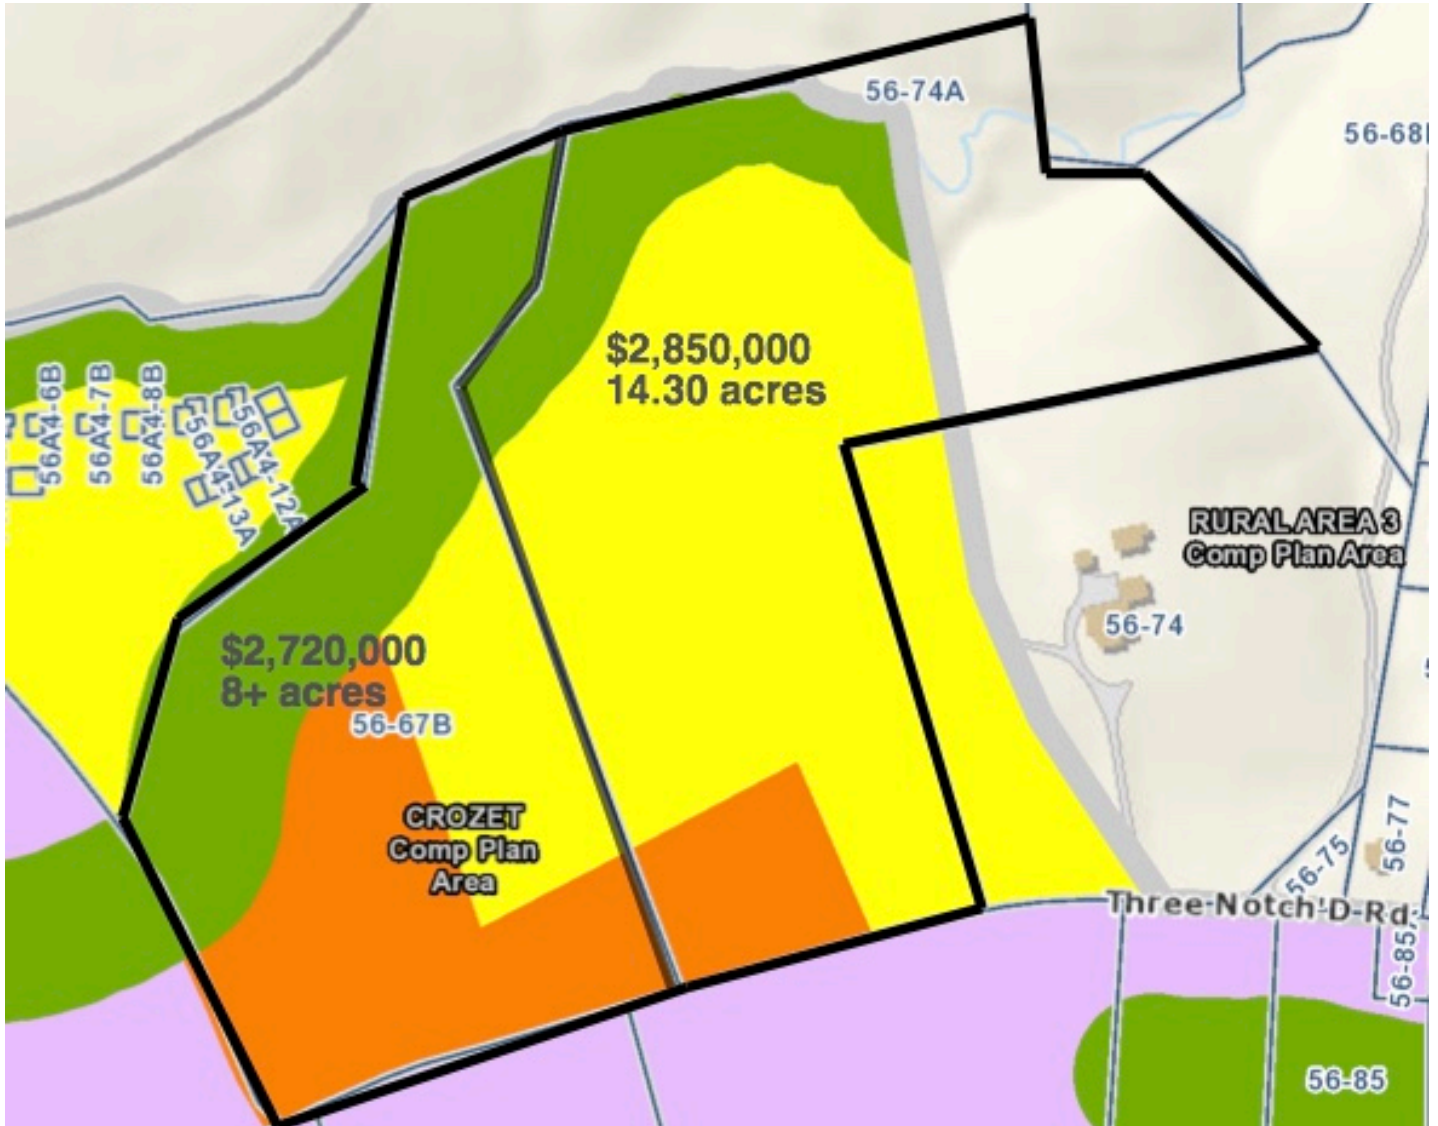 56-74A
56-68
$2,850,000
14.30 acres
56A4-6B
56A4-7B
56A4-8B
56A4-13A
56A4-12A
RURAL AREA 3
Comp Plan Area
56-74
$2,720,000
8+ acres
56-67B
CROZET
Comp Plan
Area
56-75
56-77
Three Notch'D Rd
56-85
56-85